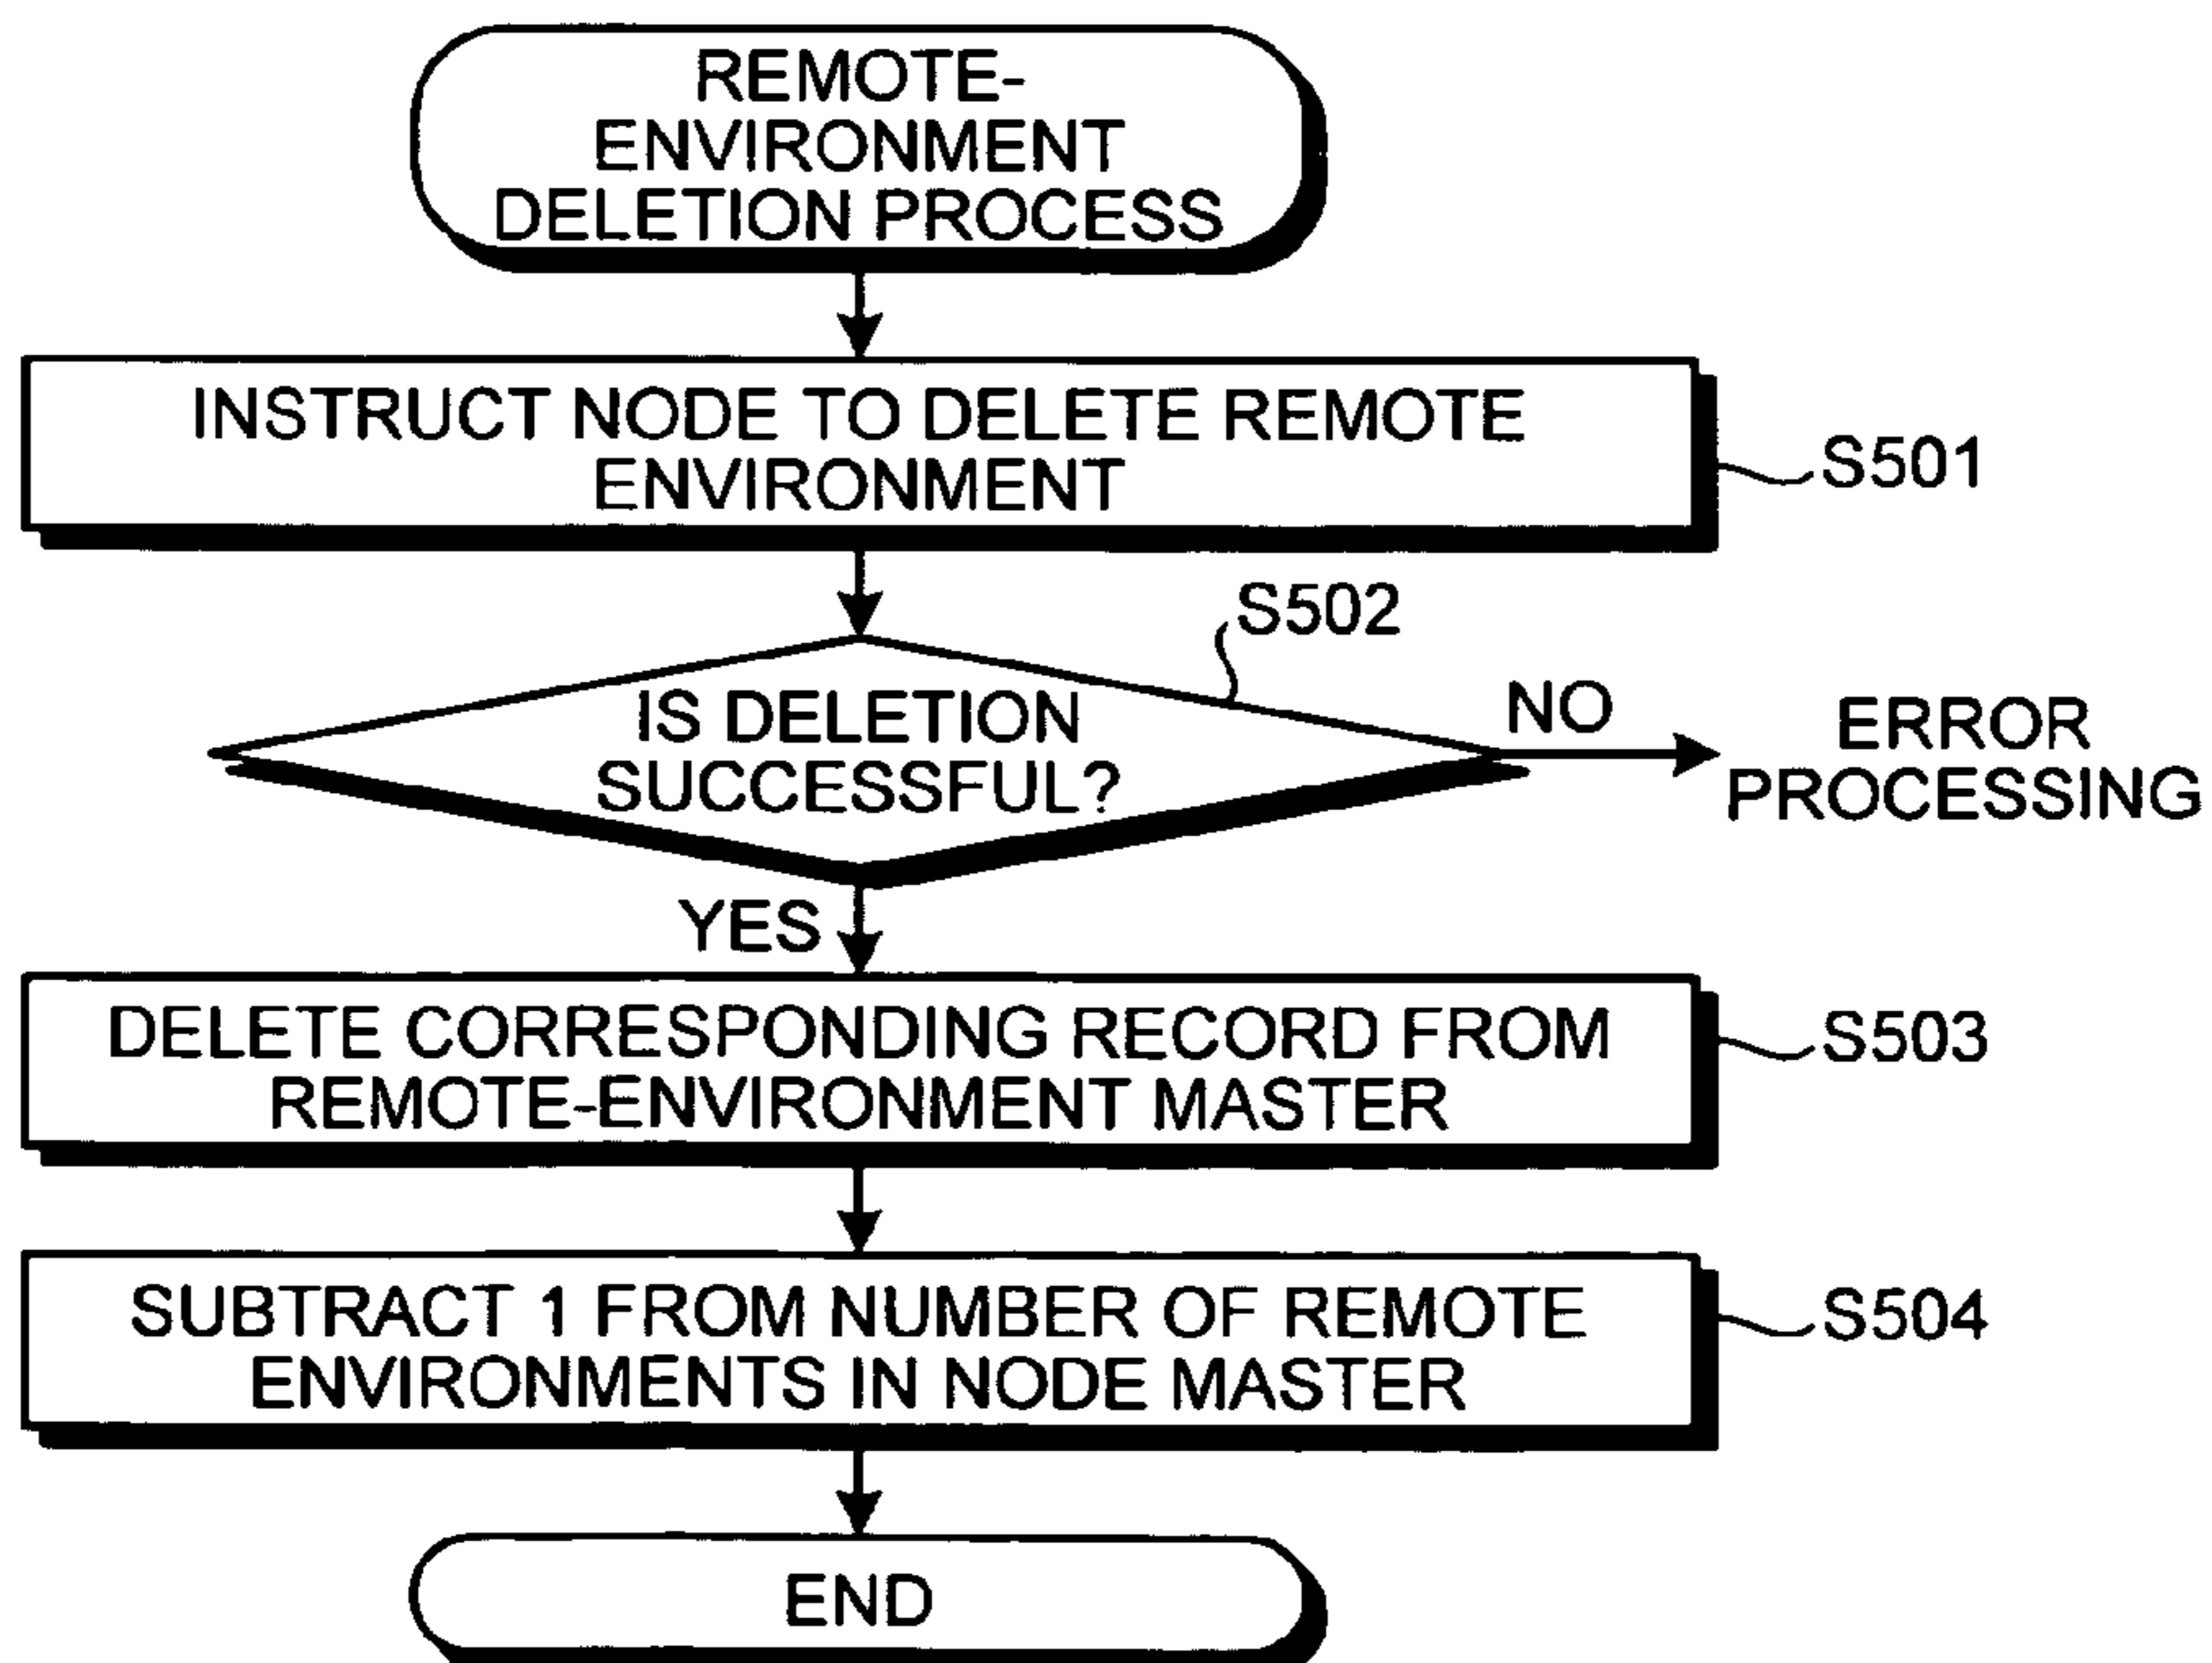 REMOTE-
ENVIRONMENT
DELETION PROCESS
INSTRUCT NODE TO DELETE REMOTE
ENVIRONMENT
S501
S502
IS DELETION
SUCCESSFUL?
NO
ERROR
PROCESSING
YES
DELETE CORRESPONDING RECORD FROM
REMOTE-ENVIRONMENT MASTER
S503
SUBTRACT 1 FROM NUMBER OF REMOTE
ENVIRONMENTS IN NODE MASTER
S504
END